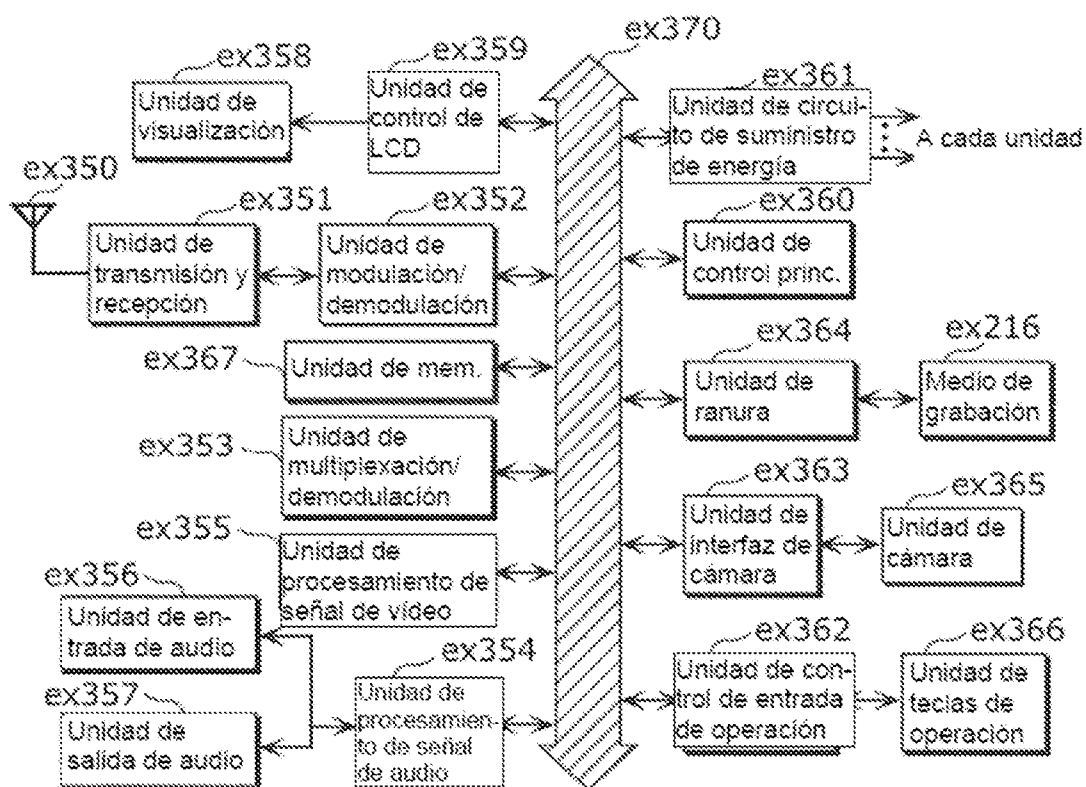 ex358
Unidad de
visualización
ex359
Unidad de
control de
LCD
ex370
ex361
Unidad de circui-
to de suministro
de energía
A cada unidad
ex350
ex351
Unidad de
transmisión y
recepción
ex352
Unidad de
modulación/
demodulación
ex360
Unidad de
control princ.
ex367
Unidad de mem.
ex364
Unidad de
ranura
ex216
Medio de
grabación
ex353
Unidad de
multiplexación/
demodulación
ex363
Unidad de
interfaz de
cámara
ex365
Unidad de
cámara
ex355
Unidad de
procesamiento de
señal de vídeo
ex356
Unidad de en-
trada de audio
ex357
Unidad de
salida de audio
ex354
Unidad de
procesamien-
to de señal
de audio
ex362
Unidad de con-
trol de entrada
de operación
ex366
Unidad de
teclas de
operación